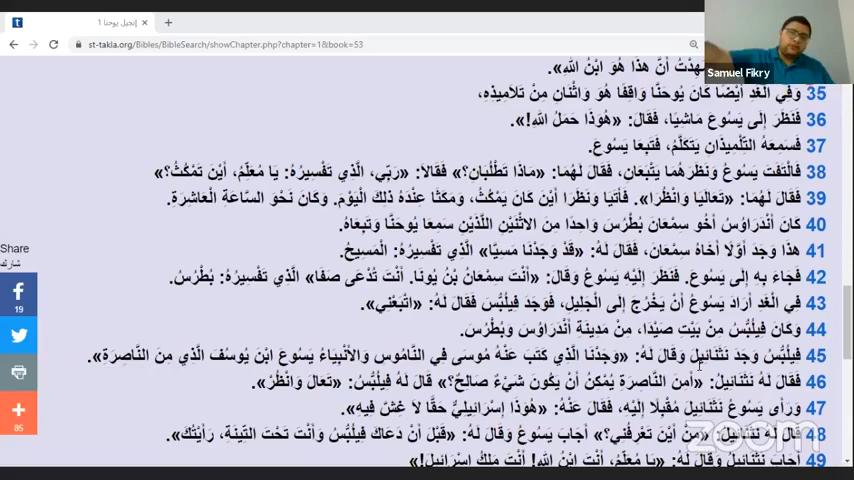 إنجيل يوحنا 1
st-takla.org/Bibles/BibleSearch/showChapter.php?chapter=1&book=53
Samuel Fikry
هذَا هُوَ ابْنُ اللهِ».
35 وَفِي الْغَدِ أَيْضًا كَانَ يُوحَنَّا وَاقِفًا هُوَ وَاثْنَانِ مِنْ تَلاَمِيذِهِ،
36 فَنَظَرَ إِلَى يَسُوعَ مَاشِيًا، فَقَالَ: «هُوَذَا حَمَلُ اللهِ!».
37 فَسَمِعَهُ التِّلْمِيذَانِ يَتَكَلَّمُ، فَتَبِعَا يَسُوعَ.
38 فَالْتَفَتَ يَسُوعُ وَنَظَرَهُمَا يَتْبَعَانِ، فَقَالَ لَهُمَا: «مَاذَا تَطْلُبَانِ؟» فَقَالاَ: «رَبِّي، الَّذِي تَفْسِيرُهُ: يَا مُعَلِّمُ، أَيْنَ تَمْكُثُ؟»
39 فَقَالَ لَهُمَا: «تَعَالَيَا وَانْظُرَا». فَأَتَيَا وَنَظَرَا أَيْنَ كَانَ يَمْكُثُ، وَمَكَثَا عِنْدَهُ ذلِكَ الْيَوْمَ. وَكَانَ نَحْوَ السَّاعَةِ الْعَاشِرَةِ.
40 كَانَ أَنْدَرَاوُسُ أَخُو سِمْعَانَ بُطْرُسَ وَاحِدًا مِنَ الاثْنَيْنِ اللَّذَيْنِ سَمِعَا يُوحَنَّا وَتَبِعَاهُ.
41 هذَا وَجَدَ أَوَّلاً أَخَاهُ سِمْعَانَ، فَقَالَ لَهُ: «قَدْ وَجَدْنَا مَسِيَّا» الَّذِي تَفْسِيرُهُ: الْمَسِيحُ.
42 فَجَاءَ بِهِ إِلَى يَسُوعَ. فَنَظَرَ إِلَيْهِ يَسُوعُ وَقَالَ: «أَنْتَ سِمْعَانُ بْنُ يُونَا. أَنْتَ تُدْعَى صَفَا» الَّذِي تَفْسِيرُهُ: بُطْرُسُ.
43 فِي الْغَدِ أَرَادَ يَسُوعُ أَنْ يَخْرُجَ إِلَى الْجَلِيلِ، فَوَجَدَ فِيلُبُّسَ فَقَالَ لَهُ: «اتْبَعْنِي».
44 وَكَانَ فِيلُبُّسُ مِنْ بَيْتِ صَيْدَا، مِنْ مَدِينَةِ أَنْدَرَاوُسَ وَبُطْرُسَ.
45 فِيلُبُّسُ وَجَدَ نَثَنَائِيلَ وَقَالَ لَهُ: «وَجَدْنَا الَّذِي كَتَبَ عَنْهُ مُوسَى فِي النَّامُوسِ وَالأَنْبِيَاءُ يَسُوعَ ابْنَ يُوسُفَ الَّذِي مِنَ النَّاصِرَةِ».
46 فَقَالَ لَهُ نَثَنَائِيلُ: «أَمِنَ النَّاصِرَةِ يُمْكِنُ أَنْ يَكُونَ شَيْءٌ صَالِحٌ؟» قَالَ لَهُ فِيلُبُّسُ: «تَعَالَ وَانْظُرْ».
47 وَرَأَى يَسُوعُ نَثَنَائِيلَ مُقْبِلاً إِلَيْهِ، فَقَالَ عَنْهُ: «هُوَذَا إِسْرَائِيلِيٌّ حَقًّا لاَ غِشَّ فِيهِ».
48 قَالَ لَهُ نَثَنَائِيلُ: «مِنْ أَيْنَ تَعْرِفُنِي؟» أَجَابَ يَسُوعُ وَقَالَ لَهُ: «قَبْلَ أَنْ دَعَاكَ فِيلُبُّسُ وَأَنْتَ تَحْتَ التِّينَةِ، رَأَيْتُكَ».
49 أَجَابَ نَثَنَائِيلُ وَقَالَ لَهُ: «يَا مُعَلِّمُ، أَنْتَ ابْنُ اللهِ! أَنْتَ مَلِكُ إِسْرَائِيلَ!»
Share
شارك
19
85
zoom